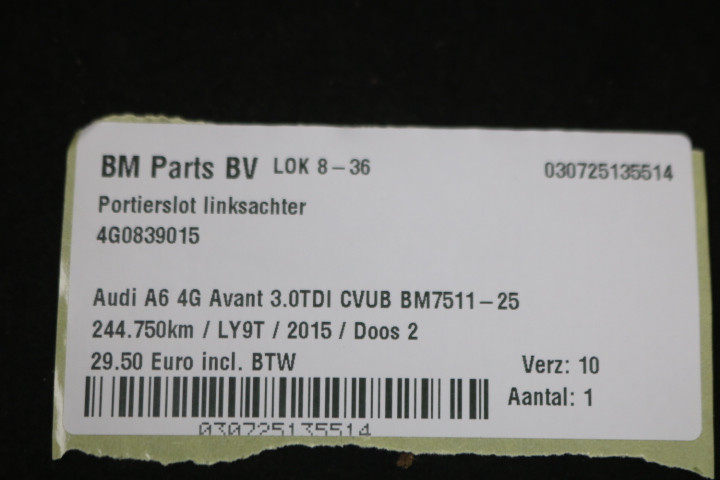 BM Parts BV LOK 8-36 030725135514
Portierslot linksachter
4G0839015
Audi A6 4G Avant 3.0TDI CVUB BM7511-25
244.750km / LY9T / 2015 / Doos 2
29.50 Euro incl. BTW Verz: 10
Aantal: 1
030725135514